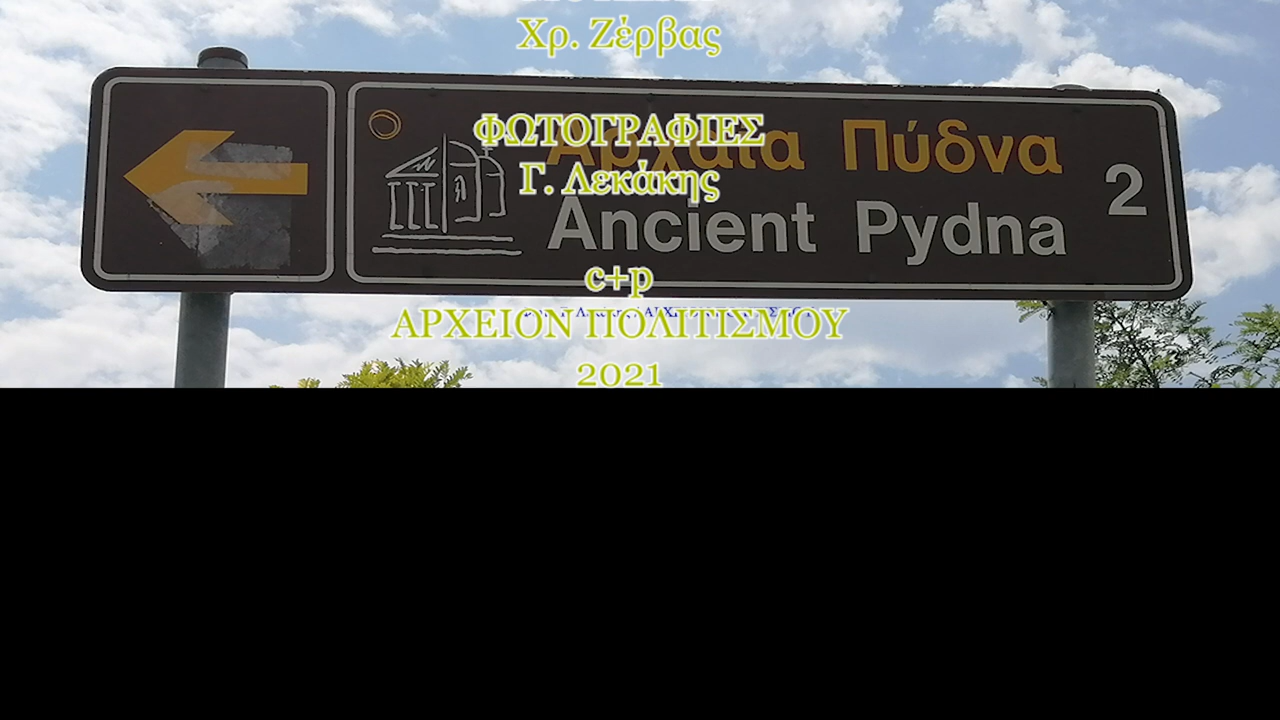 Χρ. Ζέρβας
ΦΩΤΟΓΡΑΦΙΕΣ
Γ. Λεκάκης
c+p
ΑΡΧΕΙΟΝ ΠΟΛΙΤΙΣΜΟΥ
2021
Αρχαία Πύδνα
Ancient Pydna
2